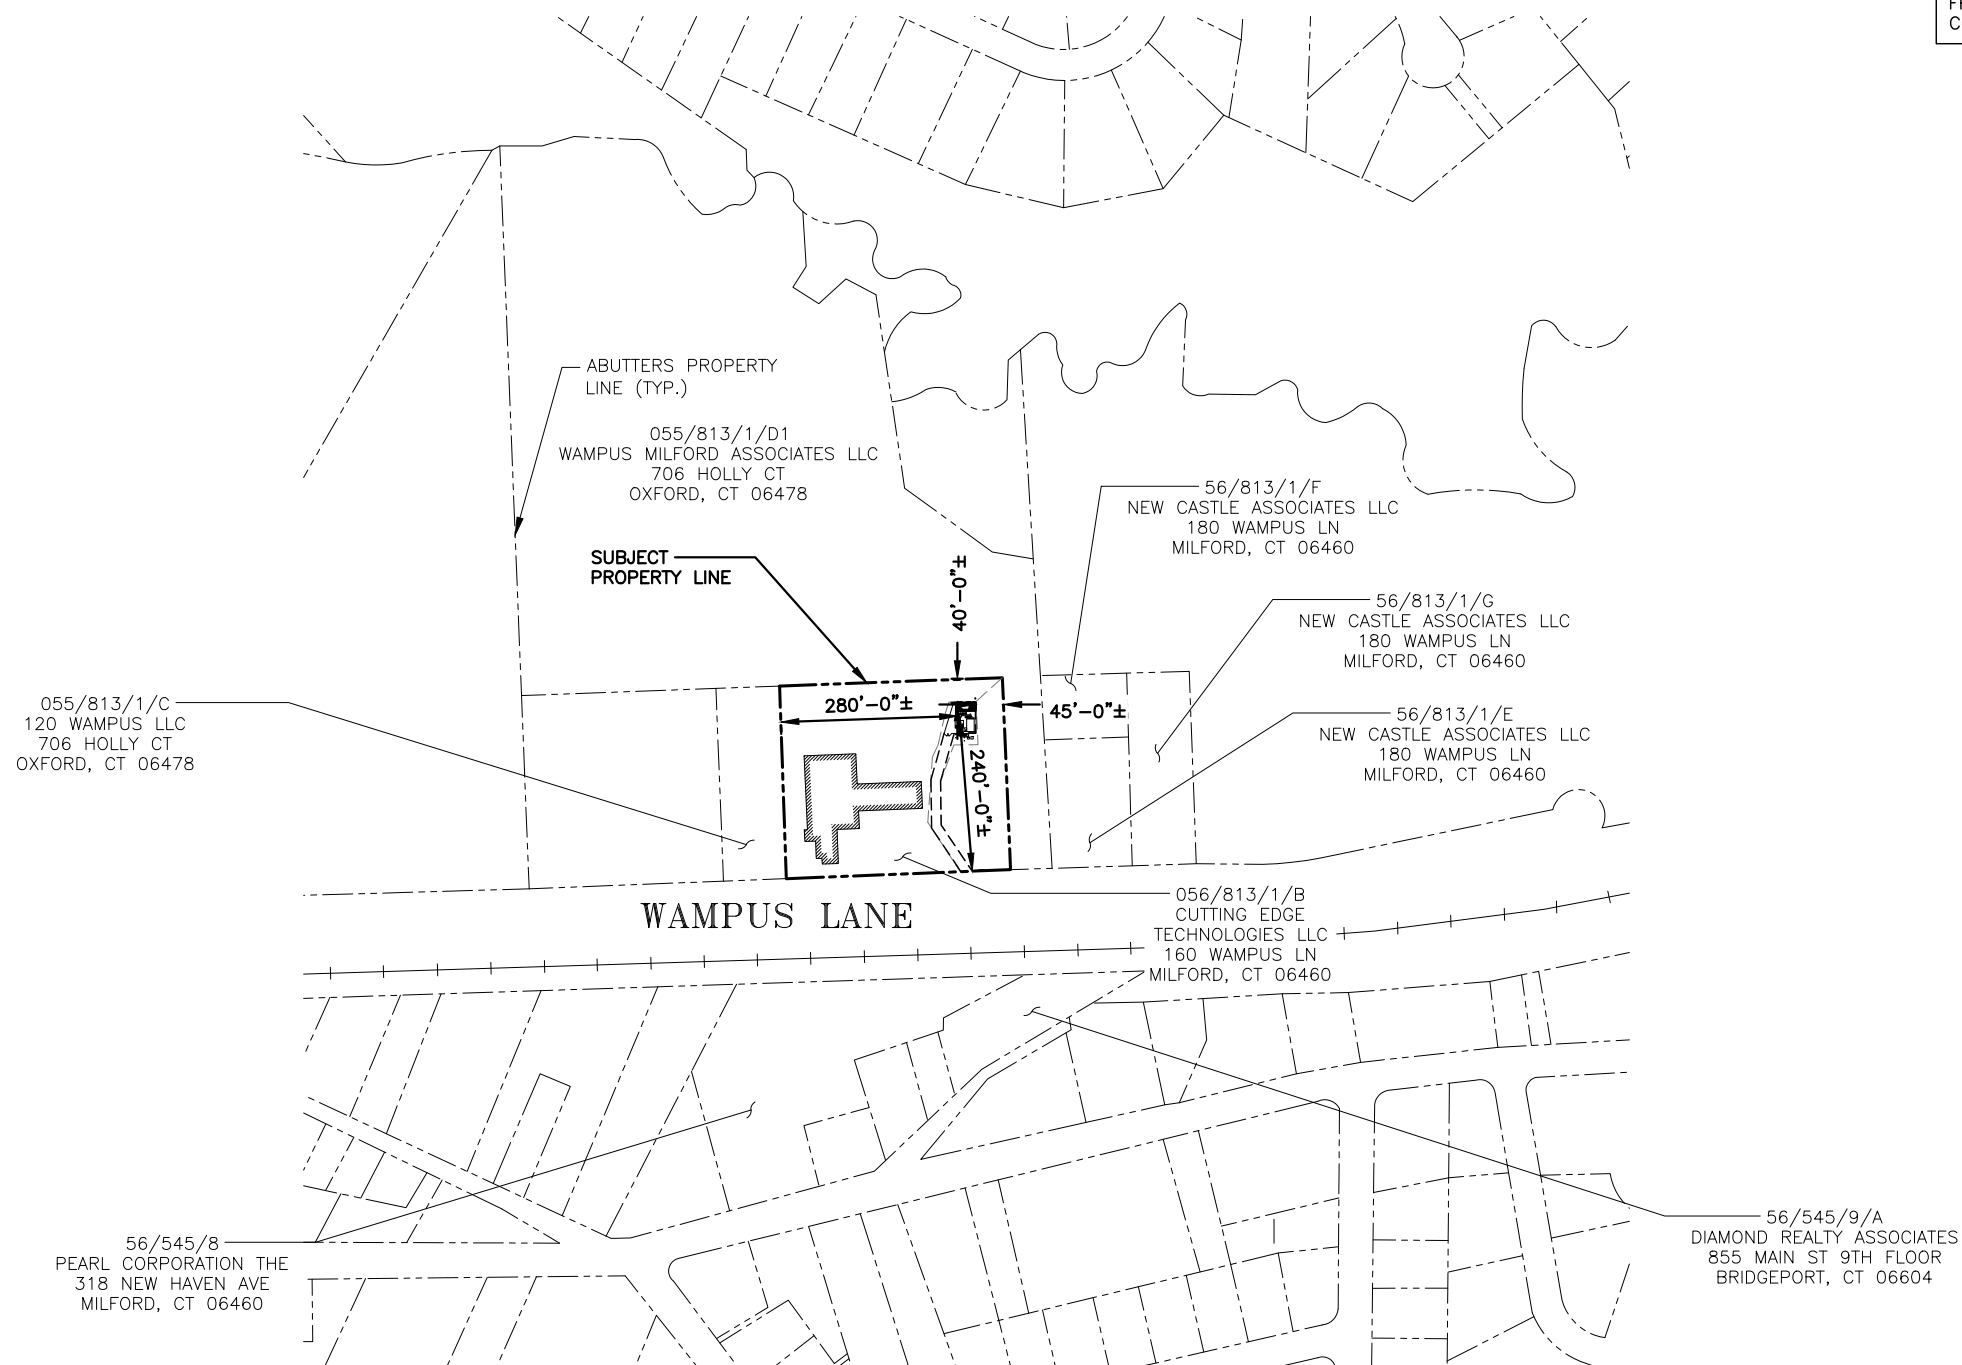 ABUTTERS PROPERTY
LINE (TYP.)
055/813/1/D1
WAMPUS MILFORD ASSOCIATES LLC
706 HOLLY CT
OXFORD, CT 06478
56/813/1/F
NEW CASTLE ASSOCIATES LLC
180 WAMPUS LN
MILFORD, CT 06460
SUBJECT
PROPERTY LINE
40'-0"±
56/813/1/G
NEW CASTLE ASSOCIATES LLC
180 WAMPUS LN
MILFORD, CT 06460
055/813/1/C
120 WAMPUS LLC
706 HOLLY CT
OXFORD, CT 06478
280'-0"±
45'-0"±
240'-0"±
56/813/1/E
NEW CASTLE ASSOCIATES LLC
180 WAMPUS LN
MILFORD, CT 06460
WAMPUS LANE
056/813/1/B
CUTTING EDGE
TECHNOLOGIES LLC
160 WAMPUS LN
MILFORD, CT 06460
56/545/8
PEARL CORPORATION THE
318 NEW HAVEN AVE
MILFORD, CT 06460
56/545/9/A
DIAMOND REALTY ASSOCIATES
855 MAIN ST 9TH FLOOR
BRIDGEPORT, CT 06604